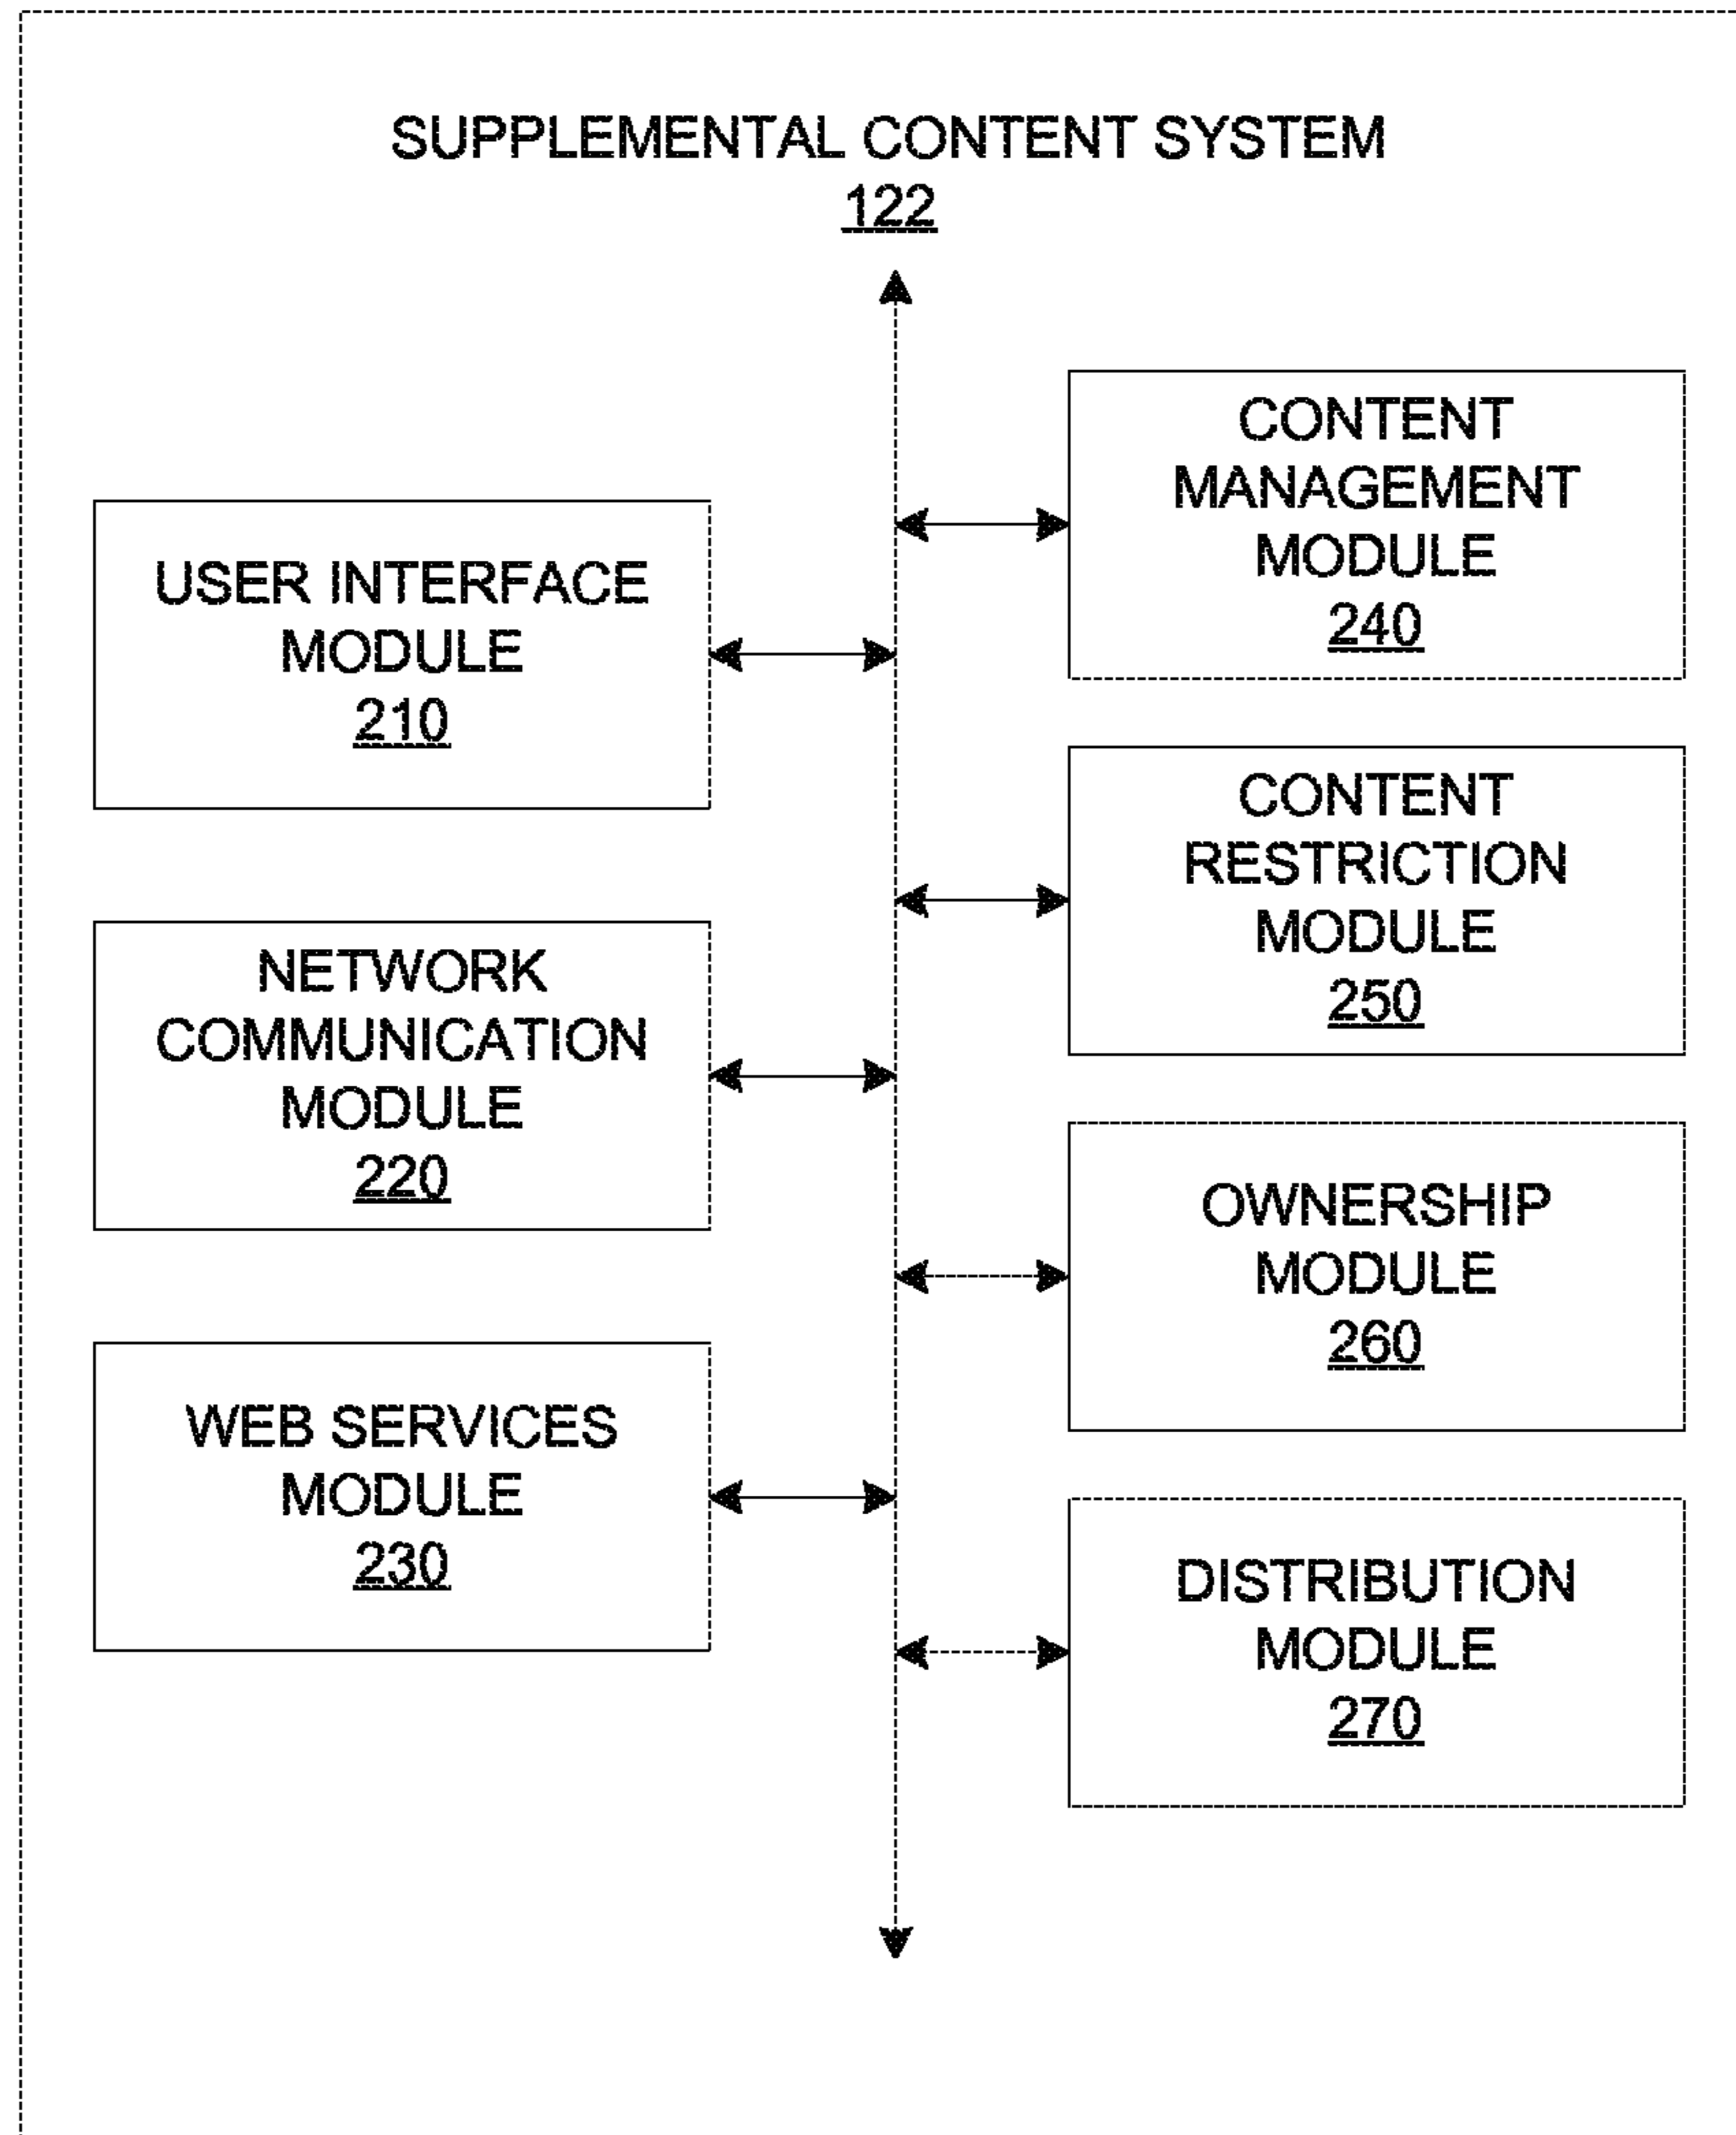 SUPPLEMENTAL CONTENT SYSTEM
122
USER INTERFACE
MODULE
210
NETWORK
COMMUNICATION
MODULE
220
WEB SERVICES
MODULE
230
CONTENT
MANAGEMENT
MODULE
240
CONTENT
RESTRICTION
MODULE
250
OWNERSHIP
MODULE
260
DISTRIBUTION
MODULE
270